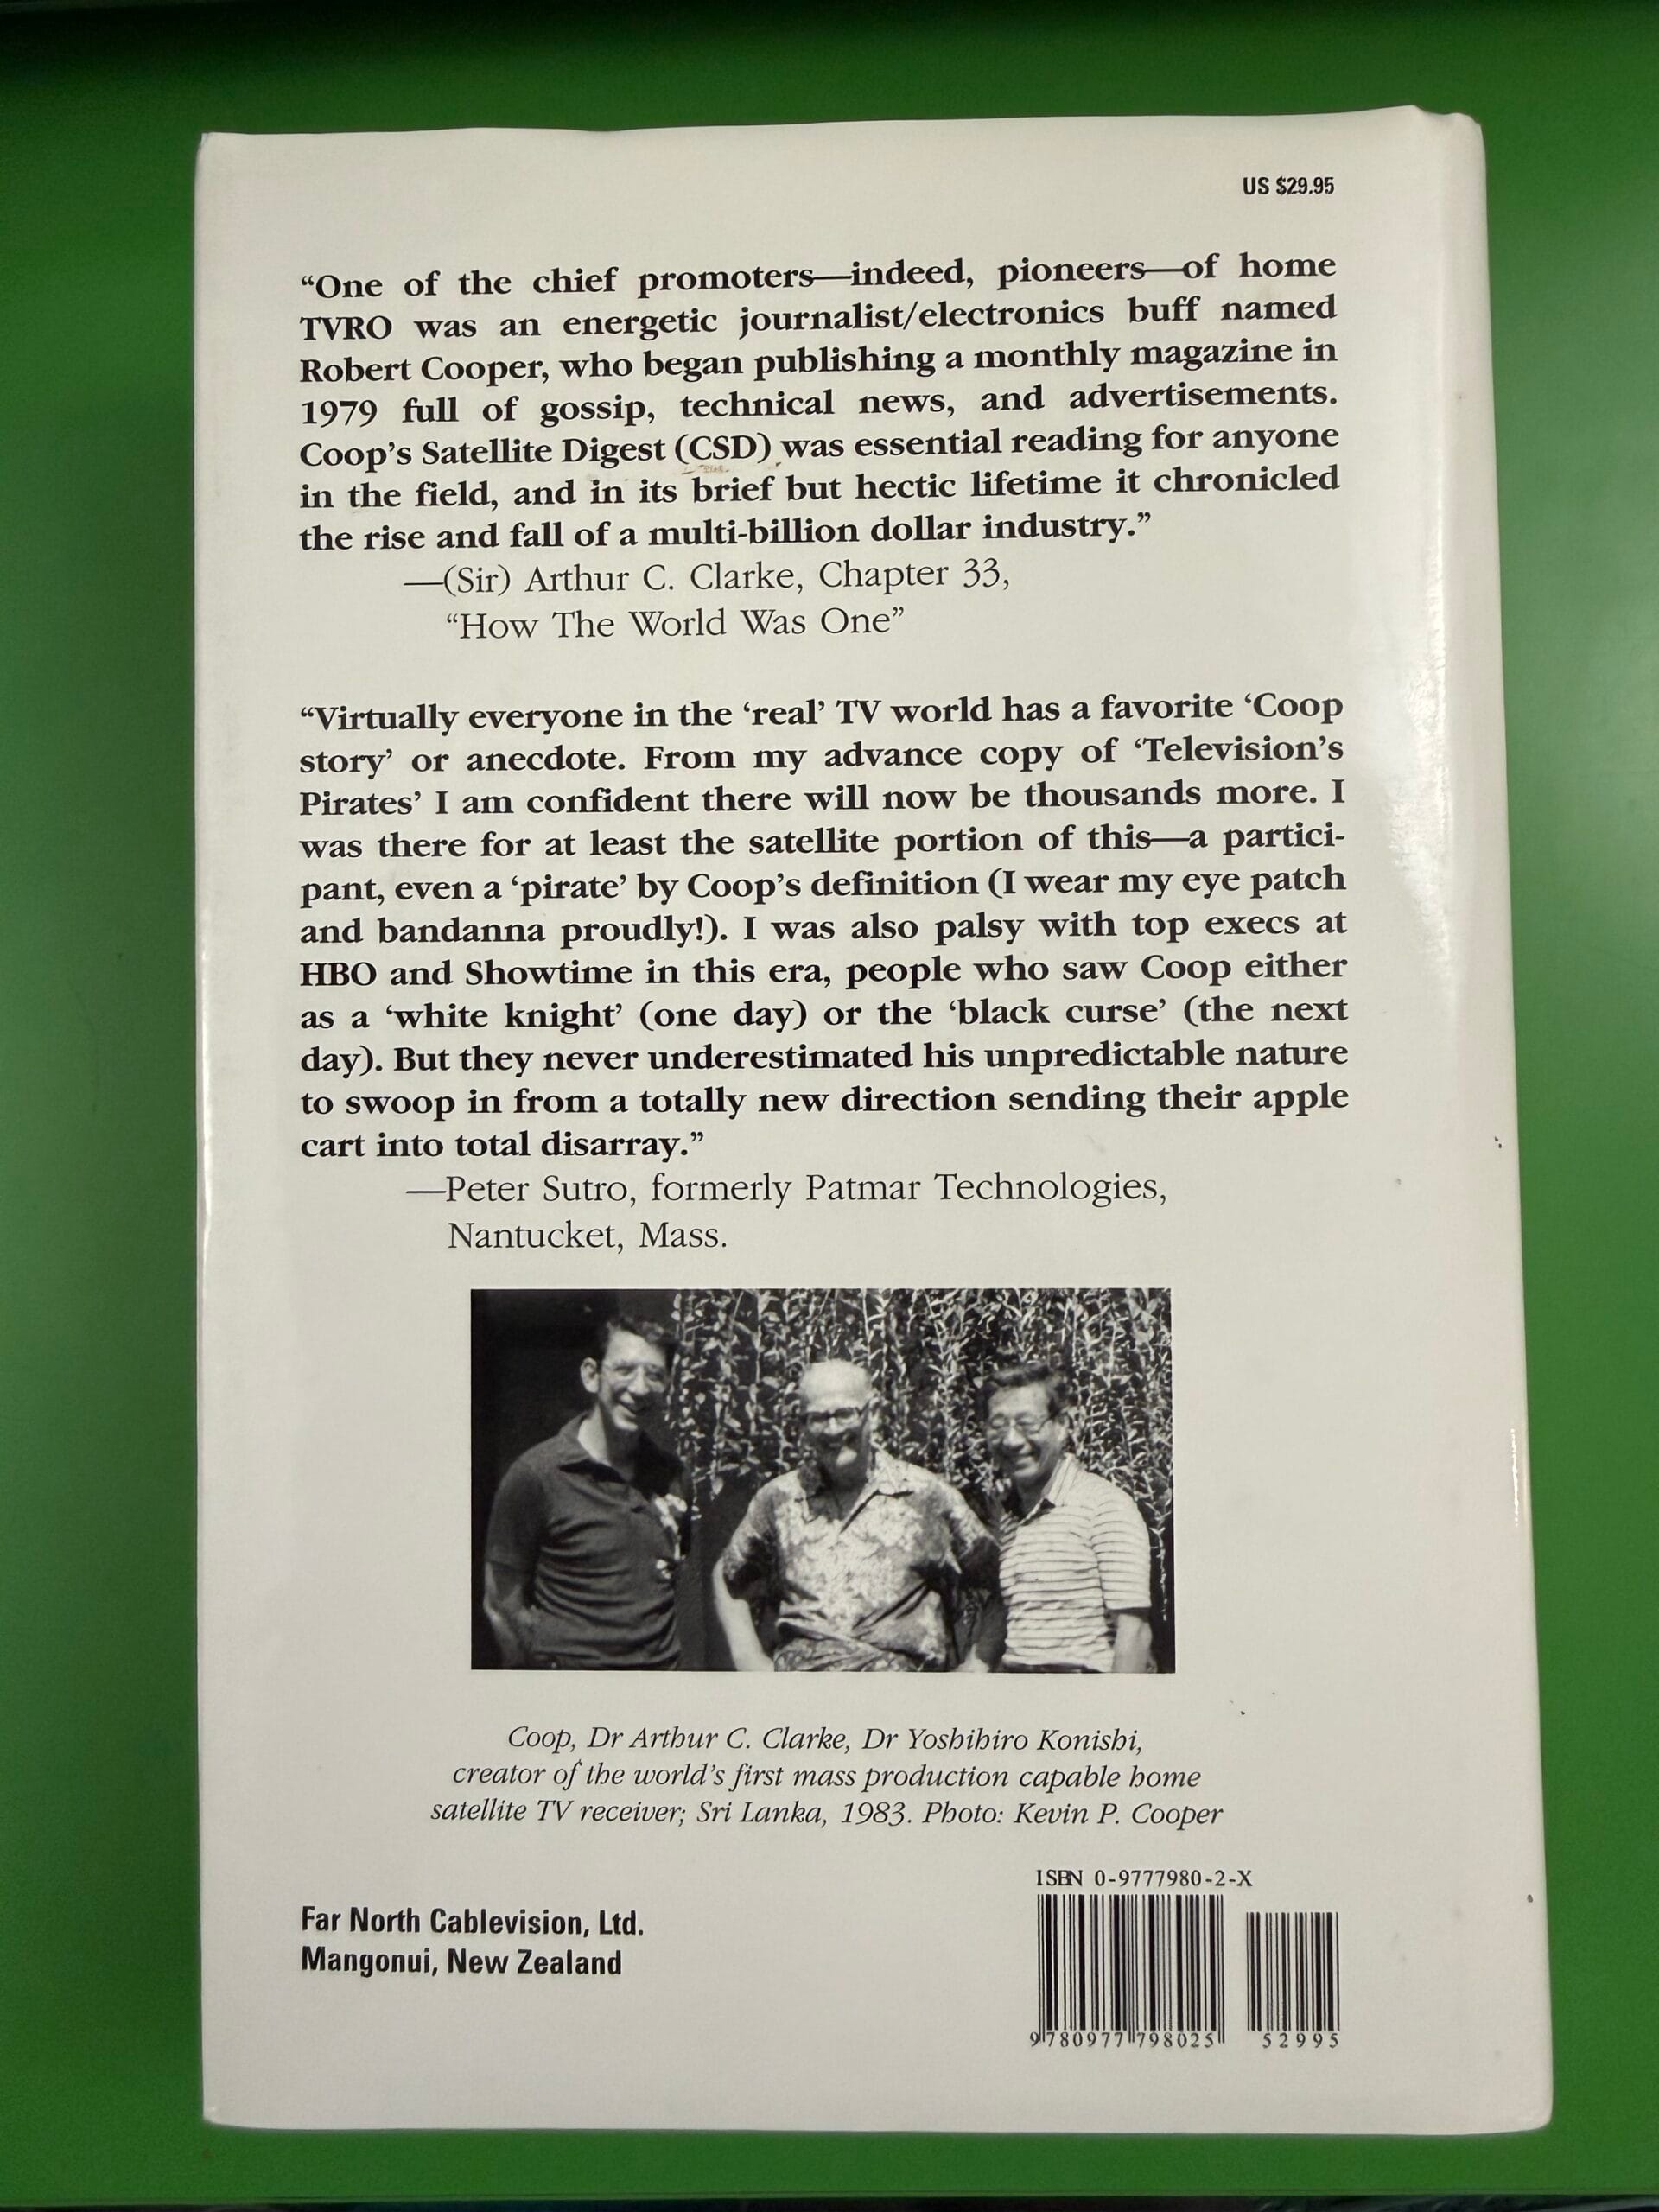 US $29.95
“One of the chief promoters—indeed, pioneers—of home
TVRO was an energetic journalist/electronics buff named
Robert Cooper, who began publishing a monthly magazine in
1979 full of gossip, technical news, and advertisements.
Coop’s Satellite Digest (CSD) was essential reading for anyone
in the field, and in its brief but hectic lifetime it chronicled
the rise and fall of a multi-billion dollar industry.”
—(Sir) Arthur C. Clarke, Chapter 33,
“How The World Was One”
“Virtually everyone in the ‘real’ TV world has a favorite ‘Coop
story’ or anecdote. From my advance copy of ‘Television’s
Pirates’ I am confident there will now be thousands more. I
was there for at least the satellite portion of this—a partici-
pant, even a ‘pirate’ by Coop’s definition (I wear my eye patch
and bandanna proudly!). I was also palsy with top execs at
HBO and Showtime in this era, people who saw Coop either
as a ‘white knight’ (one day) or the ‘black curse’ (the next
day). But they never underestimated his unpredictable nature
to swoop in from a totally new direction sending their apple
cart into total disarray.”
—Peter Sutro, formerly Patmar Technologies,
Nantucket, Mass.
Coop, Dr Arthur C. Clarke, Dr Yoshihiro Konishi,
creator of the world’s first mass production capable home
satellite TV receiver; Sri Lanka, 1983. Photo: Kevin P. Cooper
Far North Cablevision, Ltd.
Mangonui, New Zealand
ISBN 0-9777980-2-X
9 780977 798025
52995